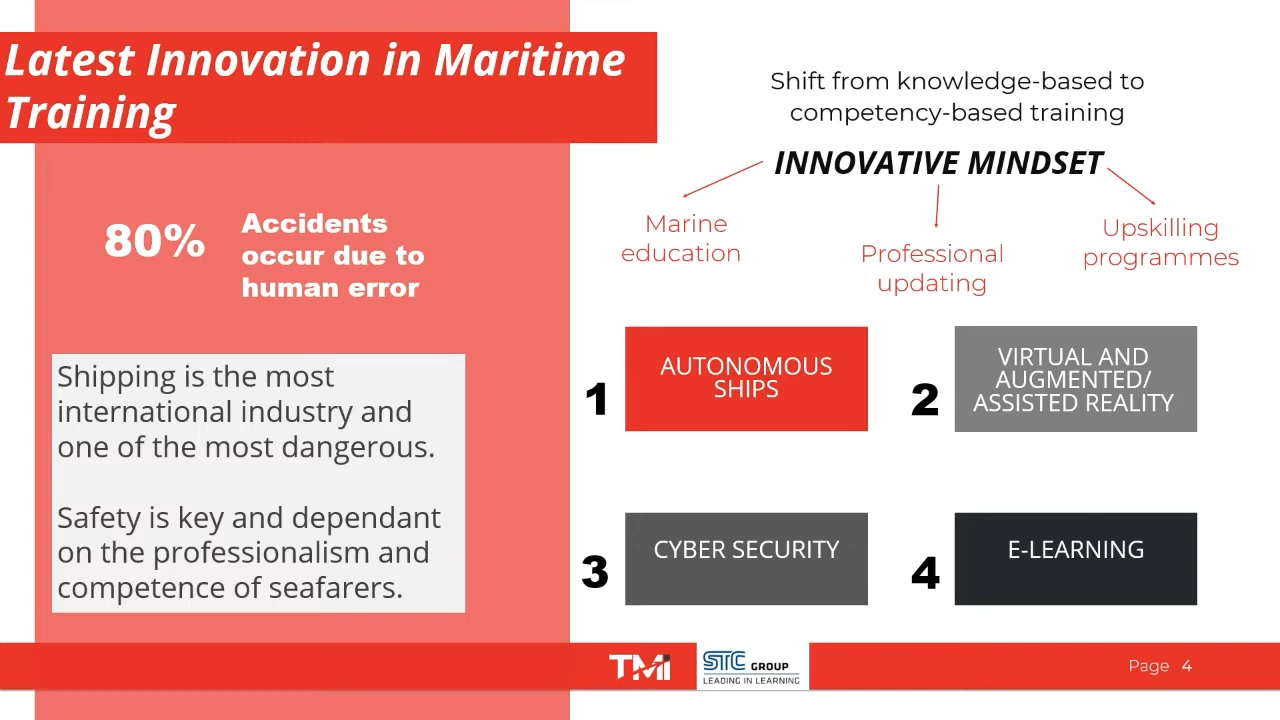 Latest Innovation in Maritime
Training
80%
Accidents
occur due to
human error
Shipping is the most
international industry and
one of the most dangerous.
Safety is key and dependant
on the professionalism and
competence of seafarers.
Shift from knowledge-based to
competency-based training
INNOVATIVE MINDSET
Marine
education
Professional
updating
Upskilling
programmes
1
AUTONOMOUS
SHIPS
2
VIRTUAL AND
AUGMENTED/
ASSISTED REALITY
3
CYBER SECURITY
4
E-LEARNING
TMi
STC GROUP
LEADING IN LEARNING
Page 4